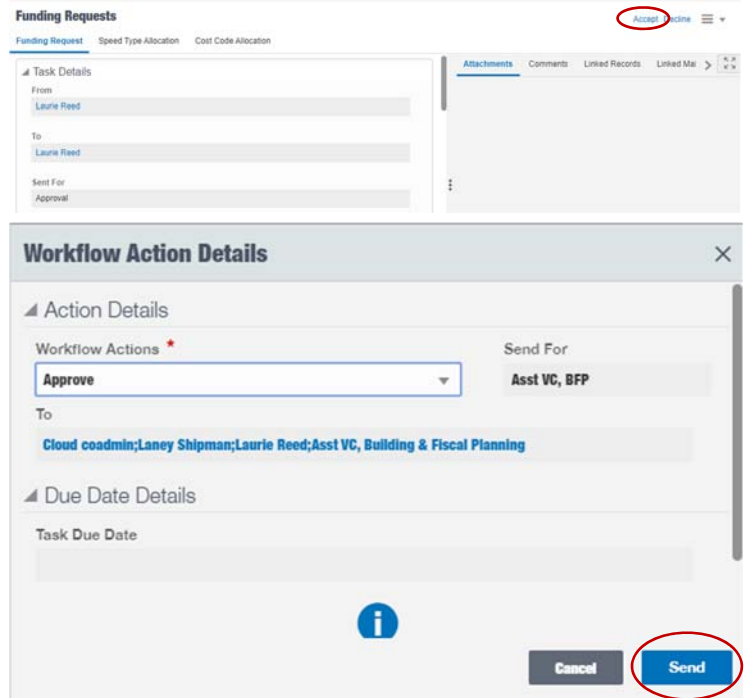 Funding Requests
Accept Decline
Funding Request Speed Type Allocation Cost Code Allocation
Attachments Comments Linked Records Linked Mai
Task Details
From
Laurie Reed
To
Laurie Reed
Sent For
Approval
Workflow Action Details
Action Details
Workflow Actions * Send For
Approve Asst VC, BFP
To
Cloud coadmin;Laney Shipman;Laurie Reed;Asst VC, Building & Fiscal Planning
Due Date Details
Task Due Date
i
Cancel Send